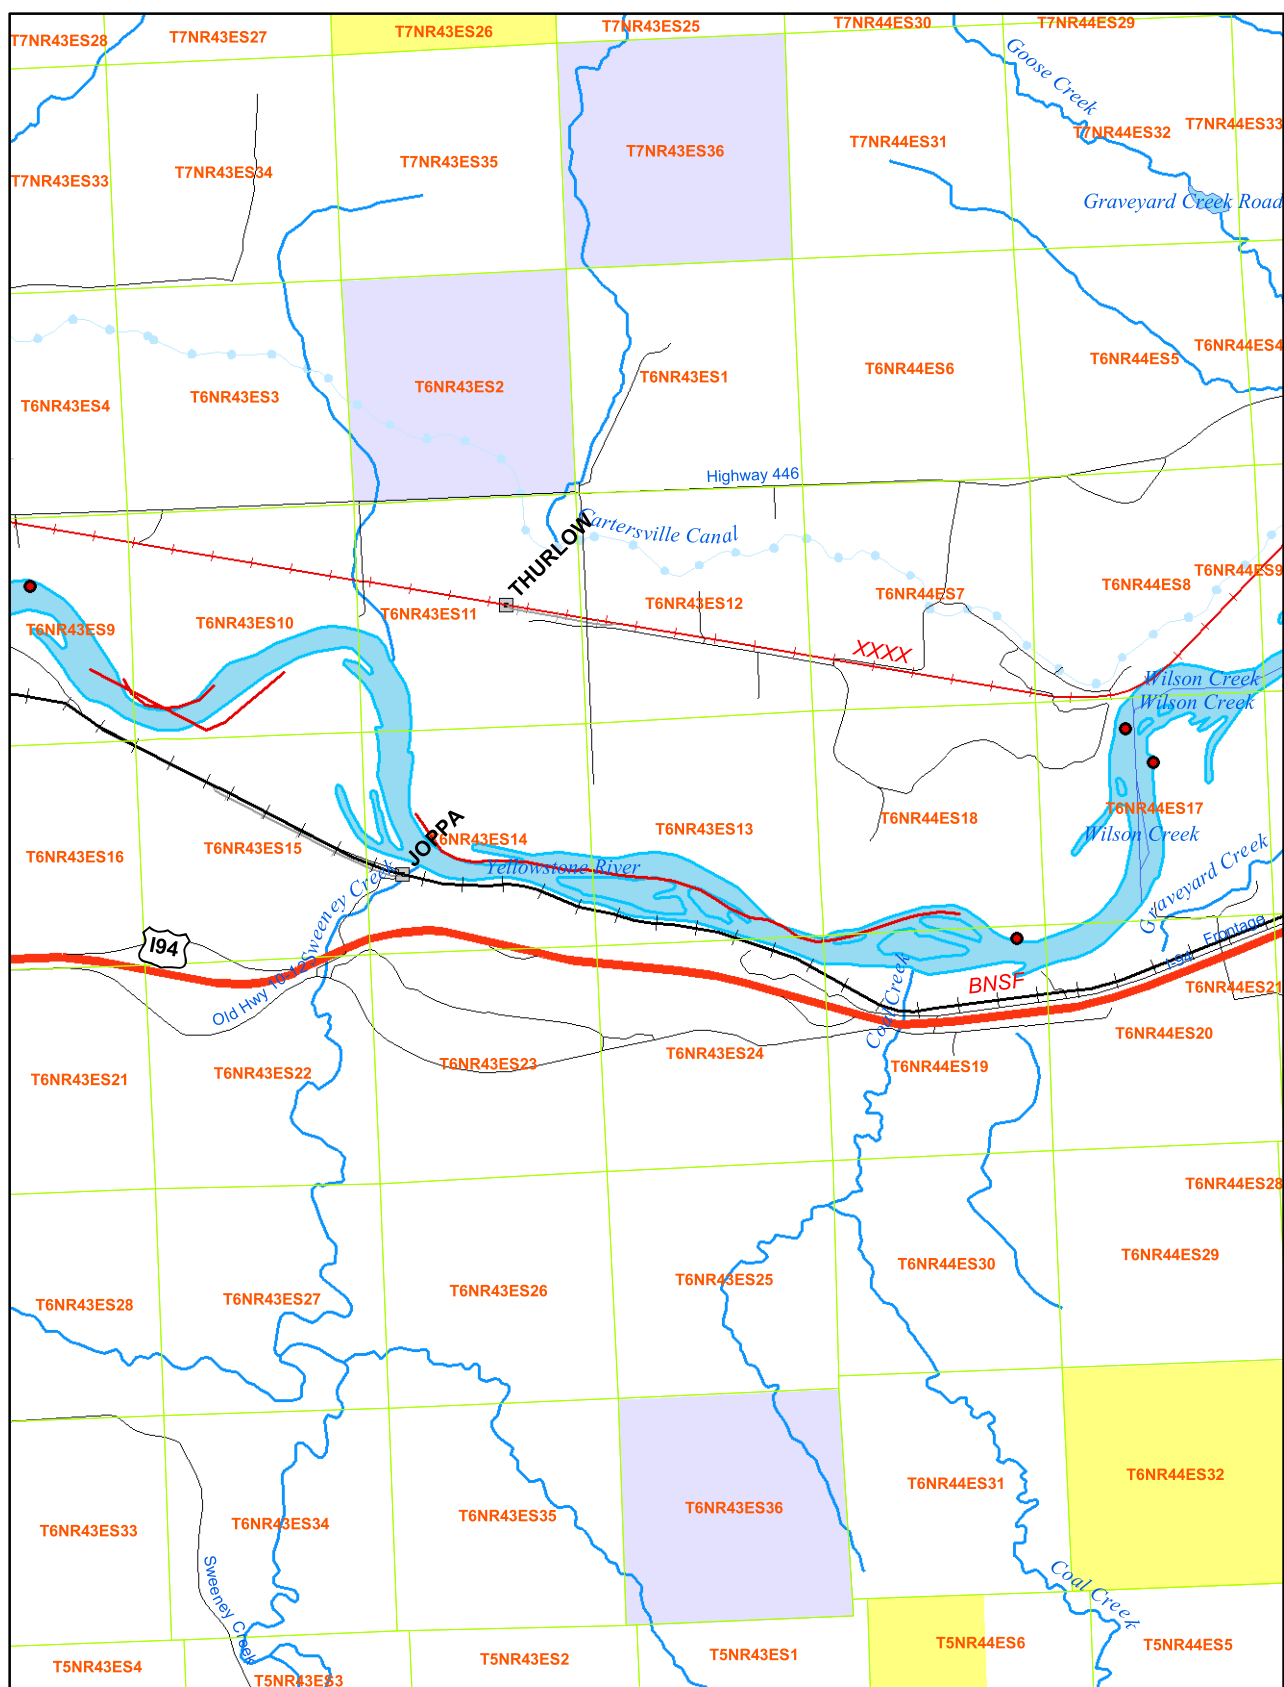 T7NR43ES28
T7NR43ES27
T7NR43ES26
T7NR43ES25
T7NR44ES30
T7NR44ES29
Goose Creek
T7NR43ES33
T7NR43ES34
T7NR43ES35
T7NR43ES36
T7NR44ES31
T7NR44ES32
T7NR44ES33
Graveyard Creek Road
T6NR43ES4
T6NR43ES3
T6NR43ES2
T6NR43ES1
T6NR44ES6
T6NR44ES5
T6NR44ES4
Highway 446
Cartersville Canal
THURLOW
T6NR43ES9
T6NR43ES10
T6NR43ES11
T6NR43ES12
T6NR44ES7
T6NR44ES8
T6NR44ES9
XXXX
Wilson Creek
Wilson Creek
T6NR43ES16
T6NR43ES15
JOPPA
T6NR43ES14
T6NR43ES13
T6NR44ES18
T6NR44ES17
Wilson Creek
Yellowstone River
Sweeney Creek
Graveyard Creek
I94
Old Hwy 10-12
I-94 Frontage
Coal Creek
BNSF
T6NR43ES21
T6NR43ES22
T6NR43ES23
T6NR43ES24
T6NR44ES19
T6NR44ES20
T6NR44ES21
T6NR43ES28
T6NR43ES27
T6NR43ES26
T6NR43ES25
T6NR44ES30
T6NR44ES29
T6NR44ES28
T6NR43ES33
T6NR43ES34
T6NR43ES35
T6NR43ES36
T6NR44ES31
T6NR44ES32
Sweeney Creek
Coal Creek
T5NR43ES4
T5NR43ES3
T5NR43ES2
T5NR43ES1
T5NR44ES6
T5NR44ES5